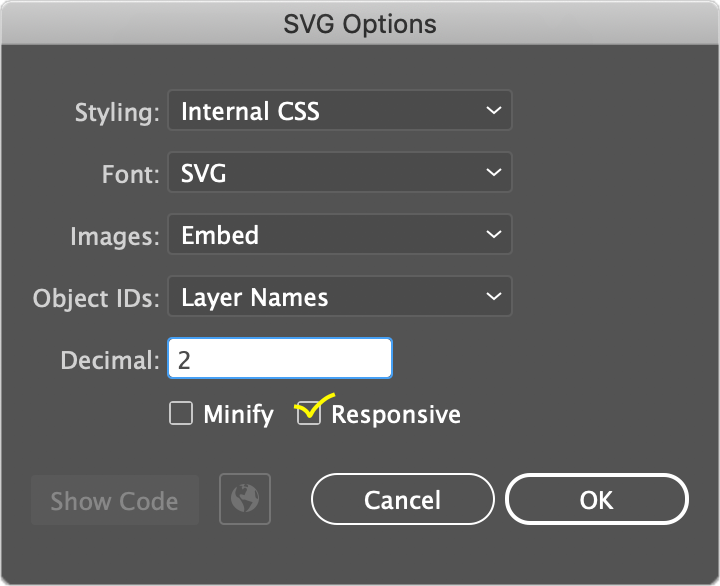 SVG Options
Styling: Internal CSS
Font: SVG
Images: Embed
Object IDs: Layer Names
Decimal: 2
Minify Responsive
Show Code Cancel OK